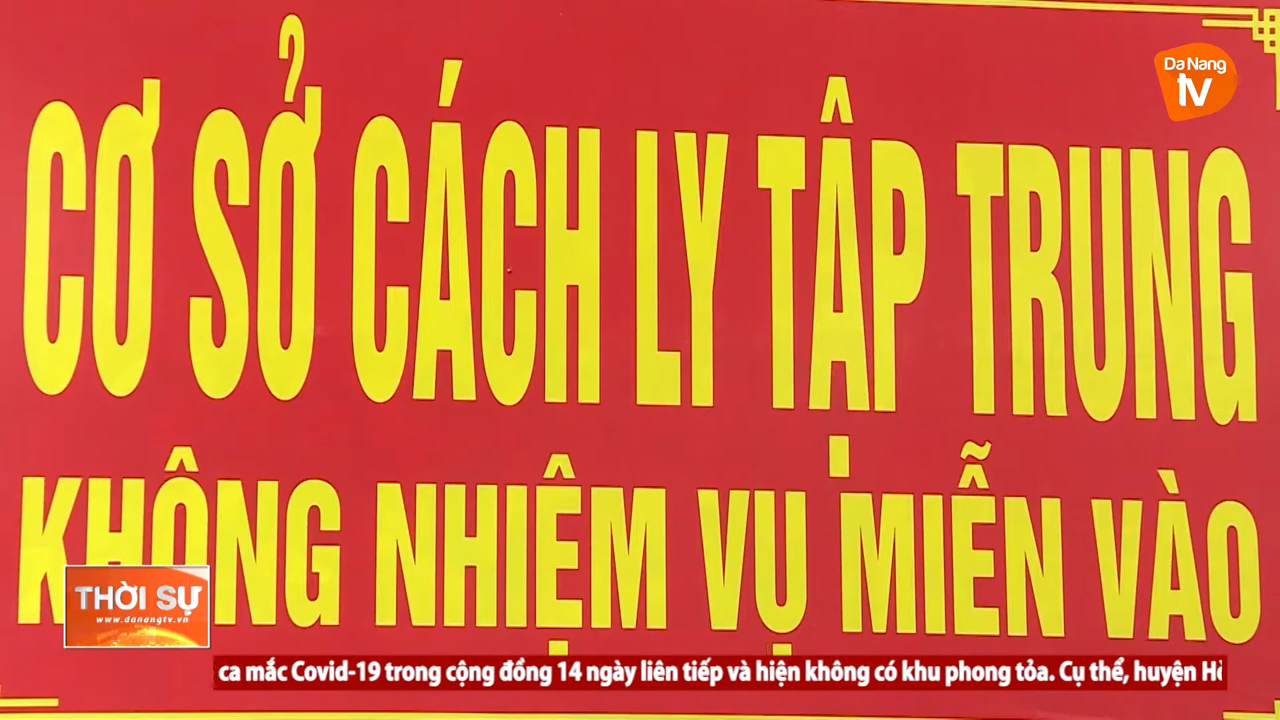 Da Nang
tv
CƠ SỞ CÁCH LY TẬP TRUNG
KHÔNG NHIỆM VỤ MIỄN VÀO
THỜI SỰ
www.danangtv.vn
ca mắc Covid-19 trong cộng đồng 14 ngày liên tiếp và hiện không có khu phong tỏa. Cụ thể, huyện